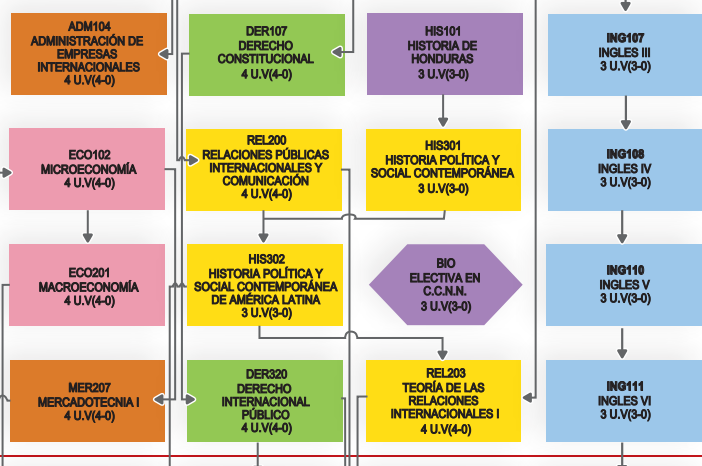 ADM104
ADMINISTRACIÓN DE
EMPRESAS
INTERNACIONALES
4 U.V(4-0)
DER107
DERECHO
CONSTITUCIONAL
4 U.V(4-0)
HIS101
HISTORIA DE
HONDURAS
3 U.V(3-0)
ING107
INGLES III
3 U.V(3-0)
ECO102
MICROECONOMÍA
4 U.V(4-0)
REL200
RELACIONES PÚBLICAS
INTERNACIONALES Y
COMUNICACIÓN
4 U.V(4-0)
HIS301
HISTORIA POLÍTICA Y
SOCIAL CONTEMPORÁNEA
3 U.V(3-0)
ING108
INGLES IV
3 U.V(3-0)
ECO201
MACROECONOMÍA
4 U.V(4-0)
HIS302
HISTORIA POLÍTICA Y
SOCIAL CONTEMPORÁNEA
DE AMÉRICA LATINA
3 U.V(3-0)
BIO
ELECTIVA EN
C.C.N.N.
3 U.V(3-0)
ING110
INGLES V
3 U.V(3-0)
MER207
MERCADOTECNIA I
4 U.V(4-0)
DER320
DERECHO
INTERNACIONAL
PÚBLICO
4 U.V(4-0)
REL203
TEORÍA DE LAS
RELACIONES
INTERNACIONALES I
4 U.V(4-0)
ING111
INGLES VI
3 U.V(3-0)